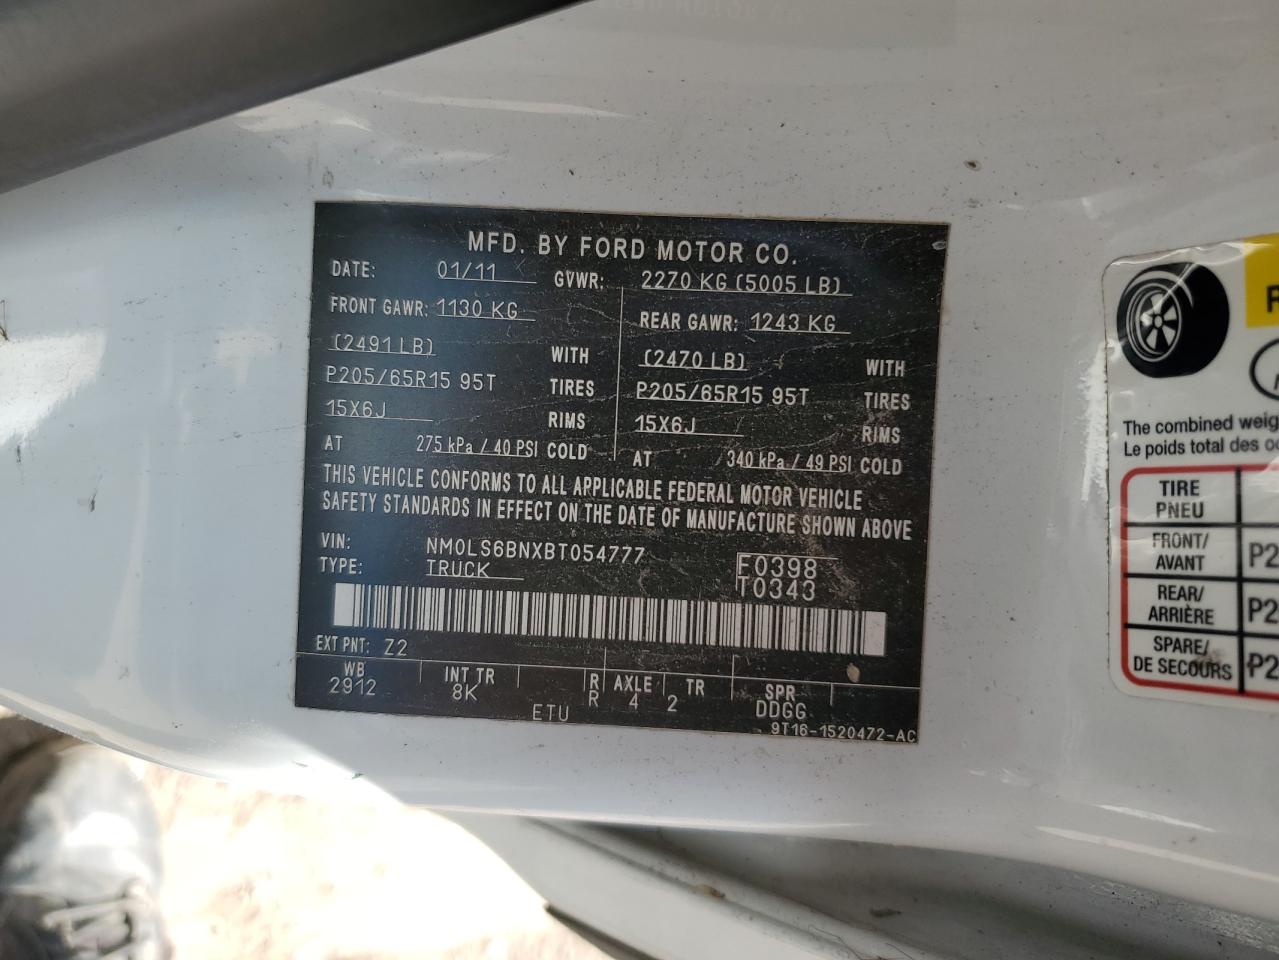 MFD. BY FORD MOTOR CO.
DATE: 01/11 GVWR: 2270 KG (5005 LB)
FRONT GAWR: 1130 KG
(2491 LB) WITH
P205/65R15 95T TIRES
15X6J RIMS
AT 275 kPa / 40 PSI COLD
REAR GAWR: 1243 KG
(2470 LB) WITH
P205/65R15 95T TIRES
15X6J RIMS
AT 340 kPa / 49 PSI COLD
THIS VEHICLE CONFORMS TO ALL APPLICABLE FEDERAL MOTOR VEHICLE
SAFETY STANDARDS IN EFFECT ON THE DATE OF MANUFACTURE SHOWN ABOVE
VIN: NM0LS6BNXBT054777 F0398
TYPE: TRUCK T0343
EXT PNT: Z2
WB INT TR R AXLE TR SPR
2912 8K R 4 2 DDGG
ETU
9T16-1520472-AC
The combined
Le poids total des
TIRE
PNEU
FRONT/
AVANT
REAR/
ARRIÈRE
SPARE/
DE SECOURS